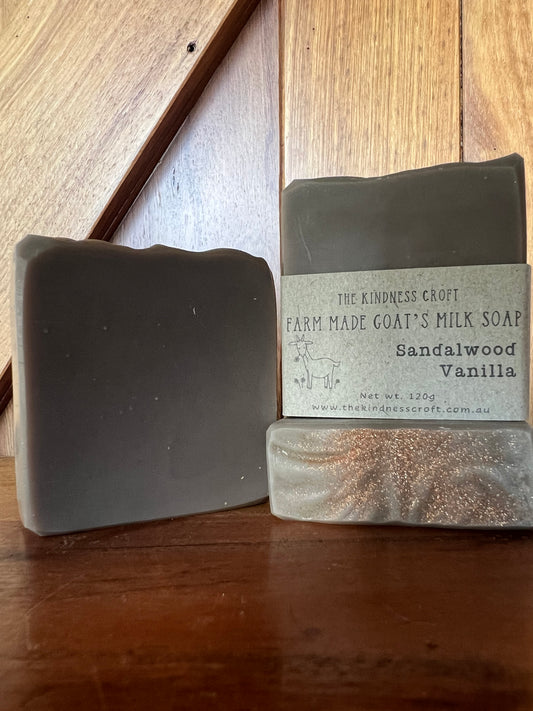 THE KINDNESS CROFT
FARM MADE GOAT'S MILK SOAP
Sandalwood
Vanilla
Net wt. 120g
www.thekindnesscroft.com.au